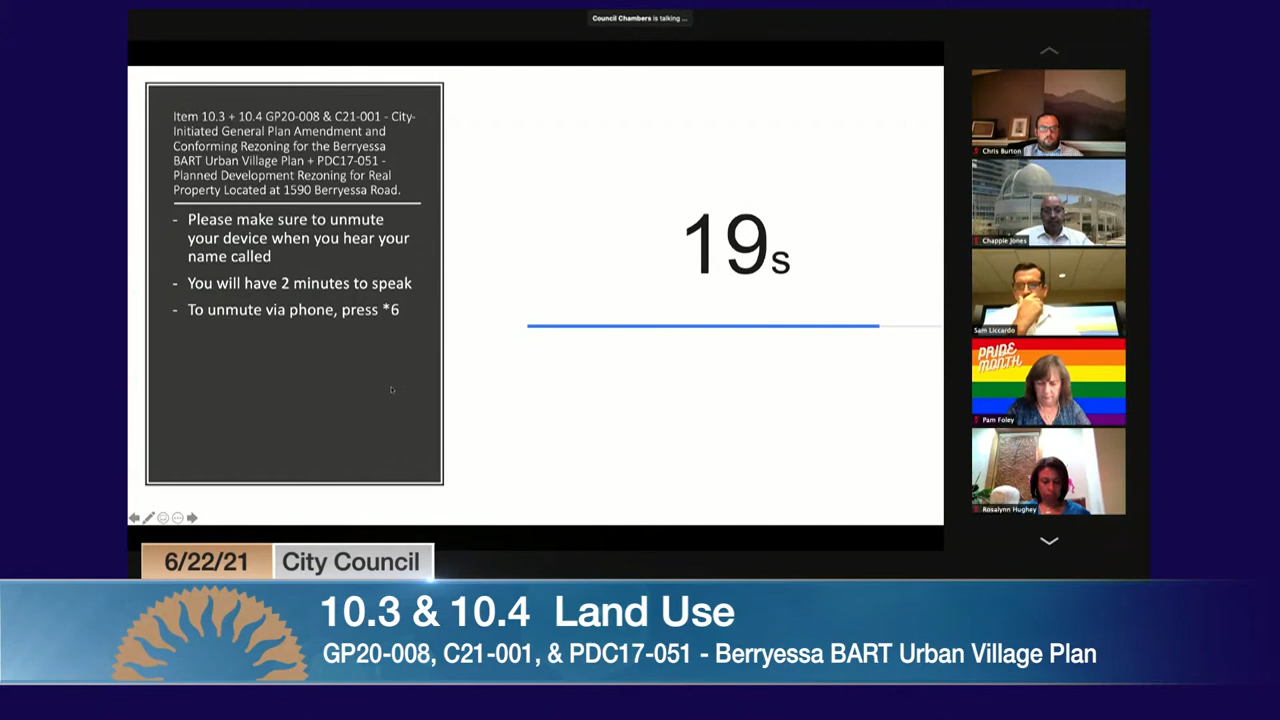 Council Chambers is talking ...
Item 10.3 + 10.4 GP20-008 & C21-001 - City-
Initiated General Plan Amendment and
Conforming Rezoning for the Berryessa
BART Urban Village Plan + PDC17-051 -
Planned Development Rezoning for Real
Property Located at 1590 Berryessa Road.
- Please make sure to unmute
your device when you hear your
name called
- You will have 2 minutes to speak
- To unmute via phone, press *6
19s
Chris Burton
Chappie Jones
Sam Liccardo
PRIDE
MONTH
Pam Foley
Rosalynn Hughey
6/22/21 City Council
10.3 & 10.4 Land Use
GP20-008, C21-001, & PDC17-051 - Berryessa BART Urban Village Plan